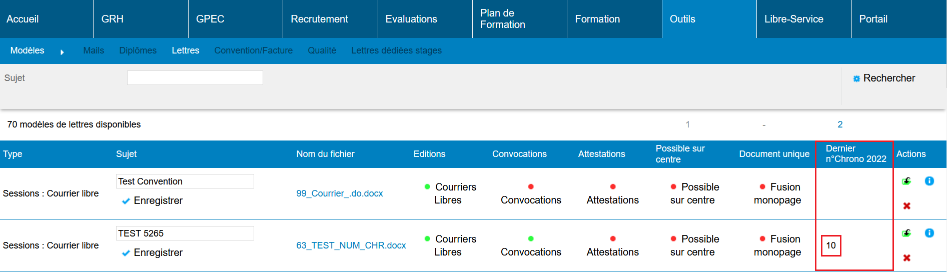 Accueil GRH GPEC Recrutement Evaluations Plan de Formation Formation Outils Libre-Service Portail
Modèles Mails Diplômes Lettres Convention/Facture Qualité Lettres dédiées stages
Sujet Rechercher
70 modèles de lettres disponibles 1 - 2
Type Sujet Nom du fichier Editions Convocations Attestations Possible sur centre Document unique Dernier n°Chrono 2022 Actions
Test Convention
Sessions : Courrier libre 99_Courrier_.do.docx Courriers Libres Convocations Attestations Possible sur centre Fusion monopage
Enregistrer
TEST 5265
Sessions : Courrier libre 63_TEST_NUM_CHR.docx Courriers Libres Convocations Attestations Possible sur centre Fusion monopage 10
Enregistrer